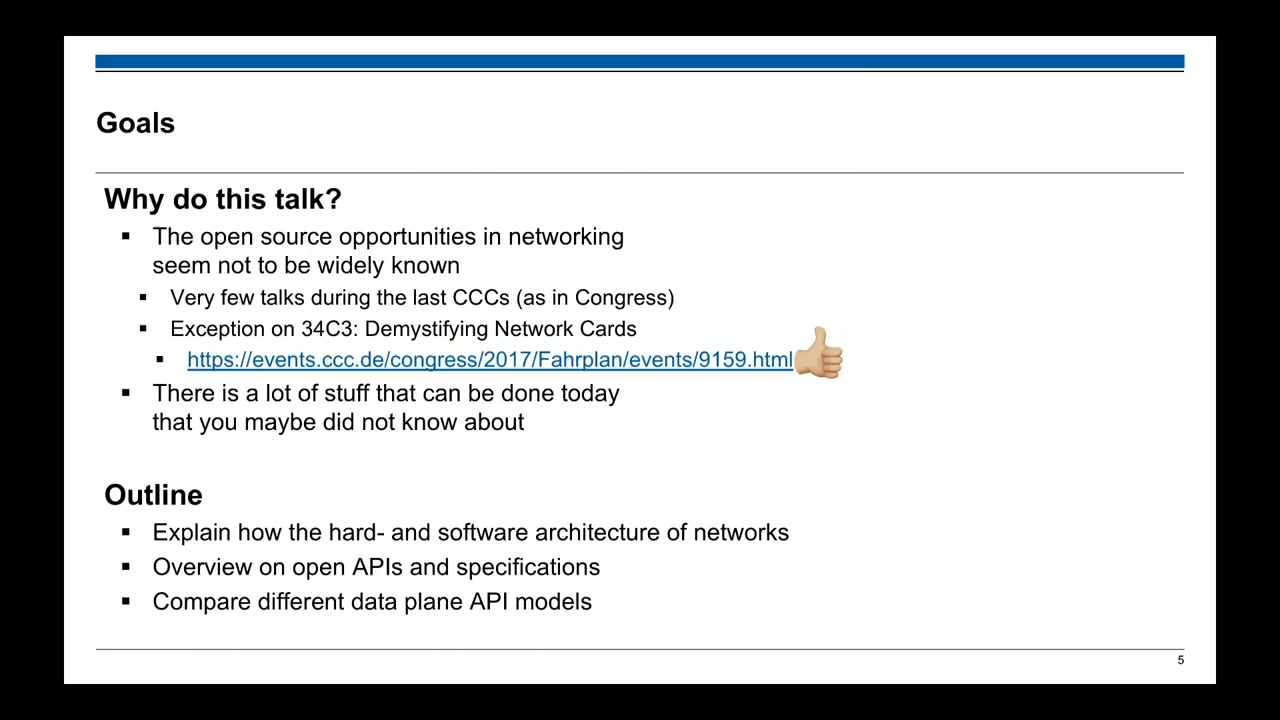 Goals
Why do this talk?
▪ The open source opportunities in networking
seem not to be widely known
▪ Very few talks during the last CCCs (as in Congress)
▪ Exception on 34C3: Demystifying Network Cards
▪ https://events.ccc.de/congress/2017/Fahrplan/events/9159.html
▪ There is a lot of stuff that can be done today
that you maybe did not know about
Outline
▪ Explain how the hard- and software architecture of networks
▪ Overview on open APIs and specifications
▪ Compare different data plane API models
5